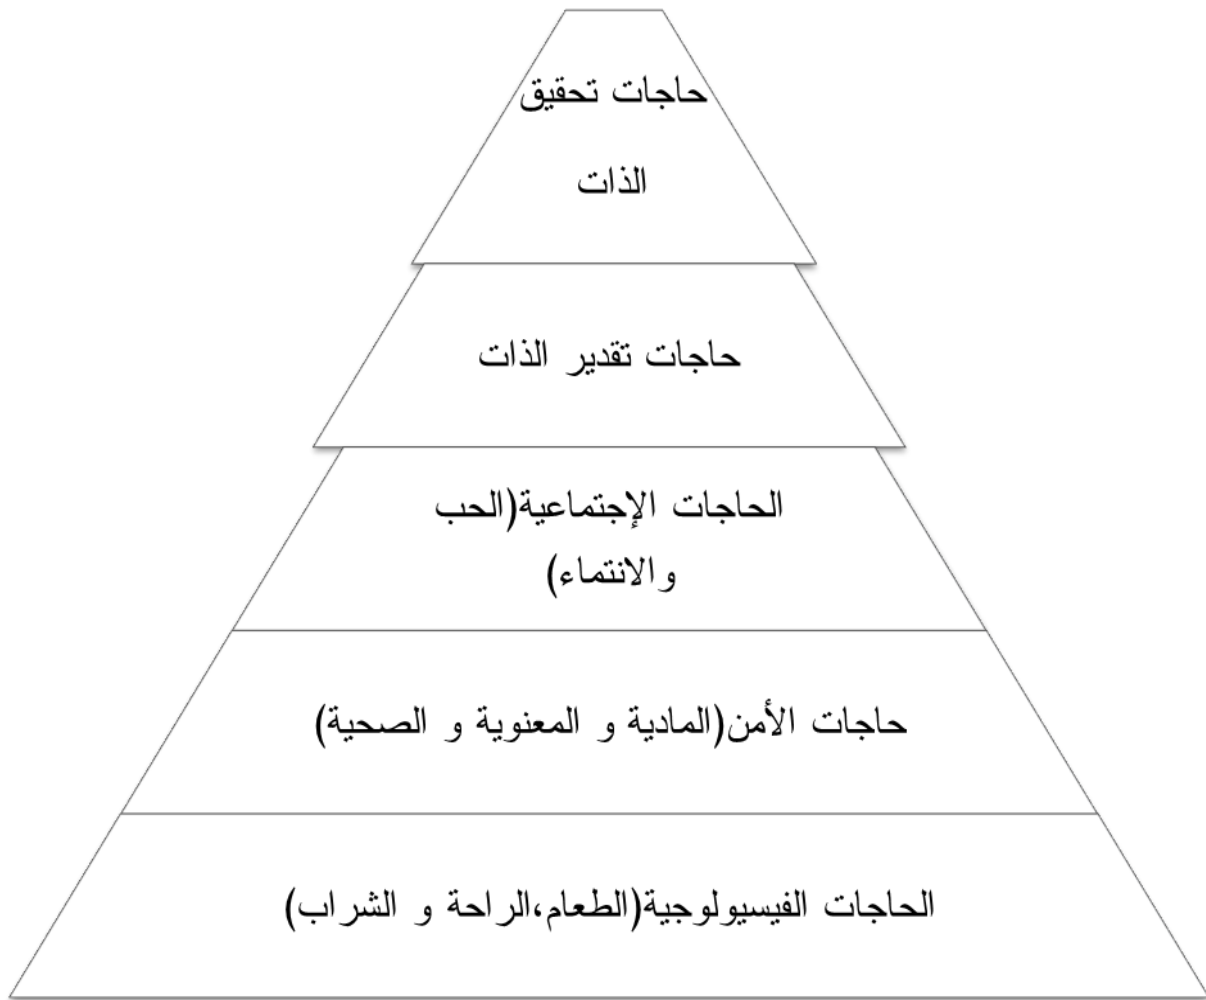 حاجات تحقيق
الذات
حاجات تقدير الذات
الحاجات الإجتماعية(الحب
والانتماء)
حاجات الأمن(المادية و المعنوية و الصحية)
الحاجات الفيسيولوجية(الطعام،الراحة و الشراب)